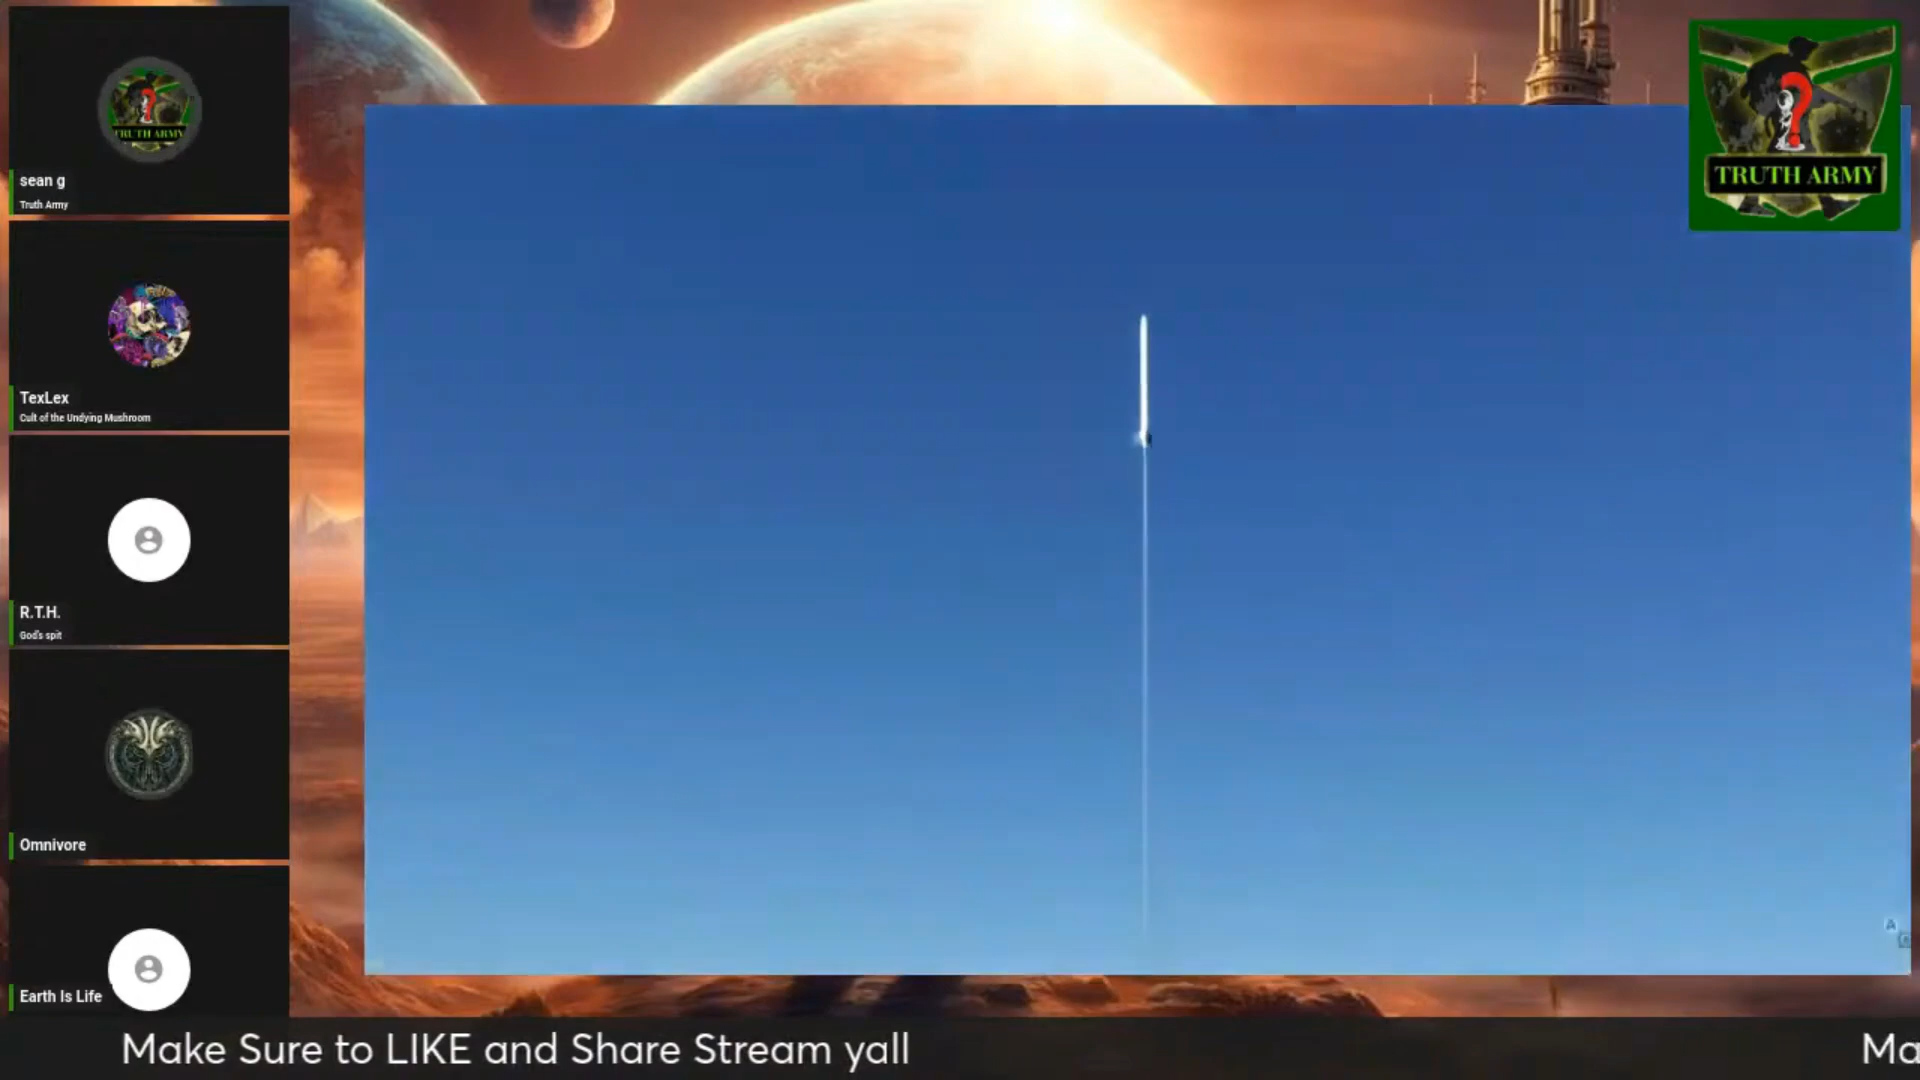 TRUTH ARMY
sean g
Truth Army
TexLex
Cult of the Undying Mushroom
R.T.H.
God's spit
Omnivore
Earth Is Life
TRUTH ARMY
Make Sure to LIKE and Share Stream yall
Ma